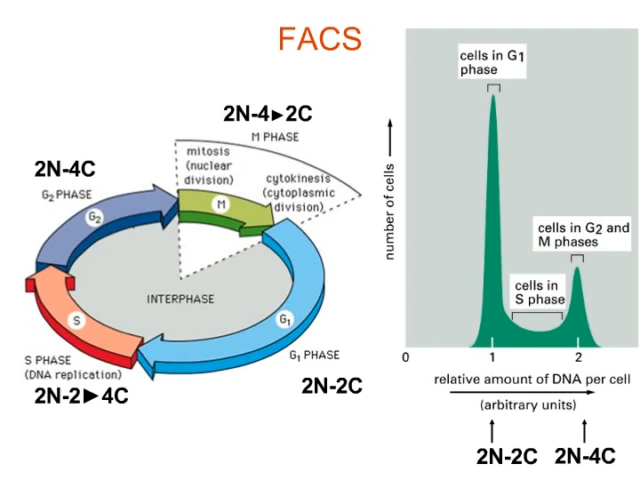 FACS
2N-4►2C
M PHASE
mitosis
(nuclear
division)
cytokinesis
(cytoplasmic
division)
M
2N-4C
G2 PHASE
G2
INTERPHASE
S
G1
S PHASE
(DNA replication)
2N-2►4C
G1 PHASE
2N-2C
cells in G1
phase
number of cells
cells in G2 and
M phases
cells in
S phase
0
1
2
relative amount of DNA per cell
(arbitrary units)
2N-2C
2N-4C